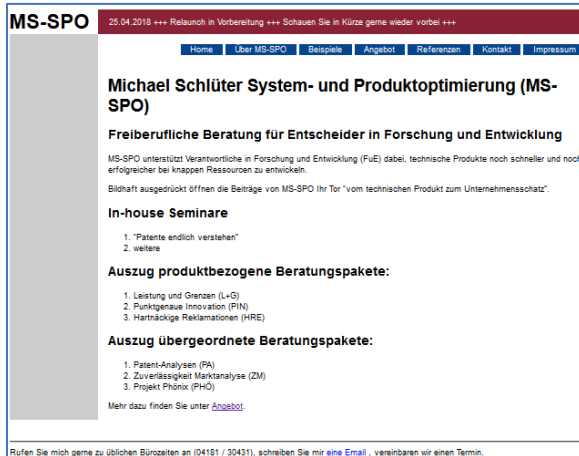 MS-SPO
25.04.2018 +++ Relaunch in Vorbereitung +++ Schauen Sie in Kürze gerne wieder vorbei +++
Home Über MS-SPO Beispiele Angebot Referenzen Kontakt Impressum
Michael Schlüter System- und Produktoptimierung (MS-
SPO)
Freiberufliche Beratung für Entscheider in Forschung und Entwicklung
MS-SPO unterstützt Verantwortliche in Forschung und Entwicklung (FuE) dabei, technische Produkte noch schneller und noch
erfolgreicher bei knappen Ressourcen zu entwickeln.
Bildhaft ausgedrückt öffnen die Beiträge von MS-SPO Ihr Tor "vom technischen Produkt zum Unternehmensschatz".
In-house Seminare
1. "Patente endlich verstehen"
2. weitere
Auszug produktbezogene Beratungspakete:
1. Leistung und Grenzen (L+G)
2. Punktgenaue Innovation (PIN)
3. Hartnäckige Reklamationen (HRE)
Auszug übergeordnete Beratungspakete:
1. Patent-Analysen (PA)
2. Zuverlässigkeit Marktanalyse (ZM)
3. Projekt Phönix (PHÖ)
Mehr dazu finden Sie unter Angebot.
Rufen Sie mich gerne zu üblichen Bürozeiten an (04181 / 30431), schreiben Sie mir eine Email , vereinbaren wir einen Termin.